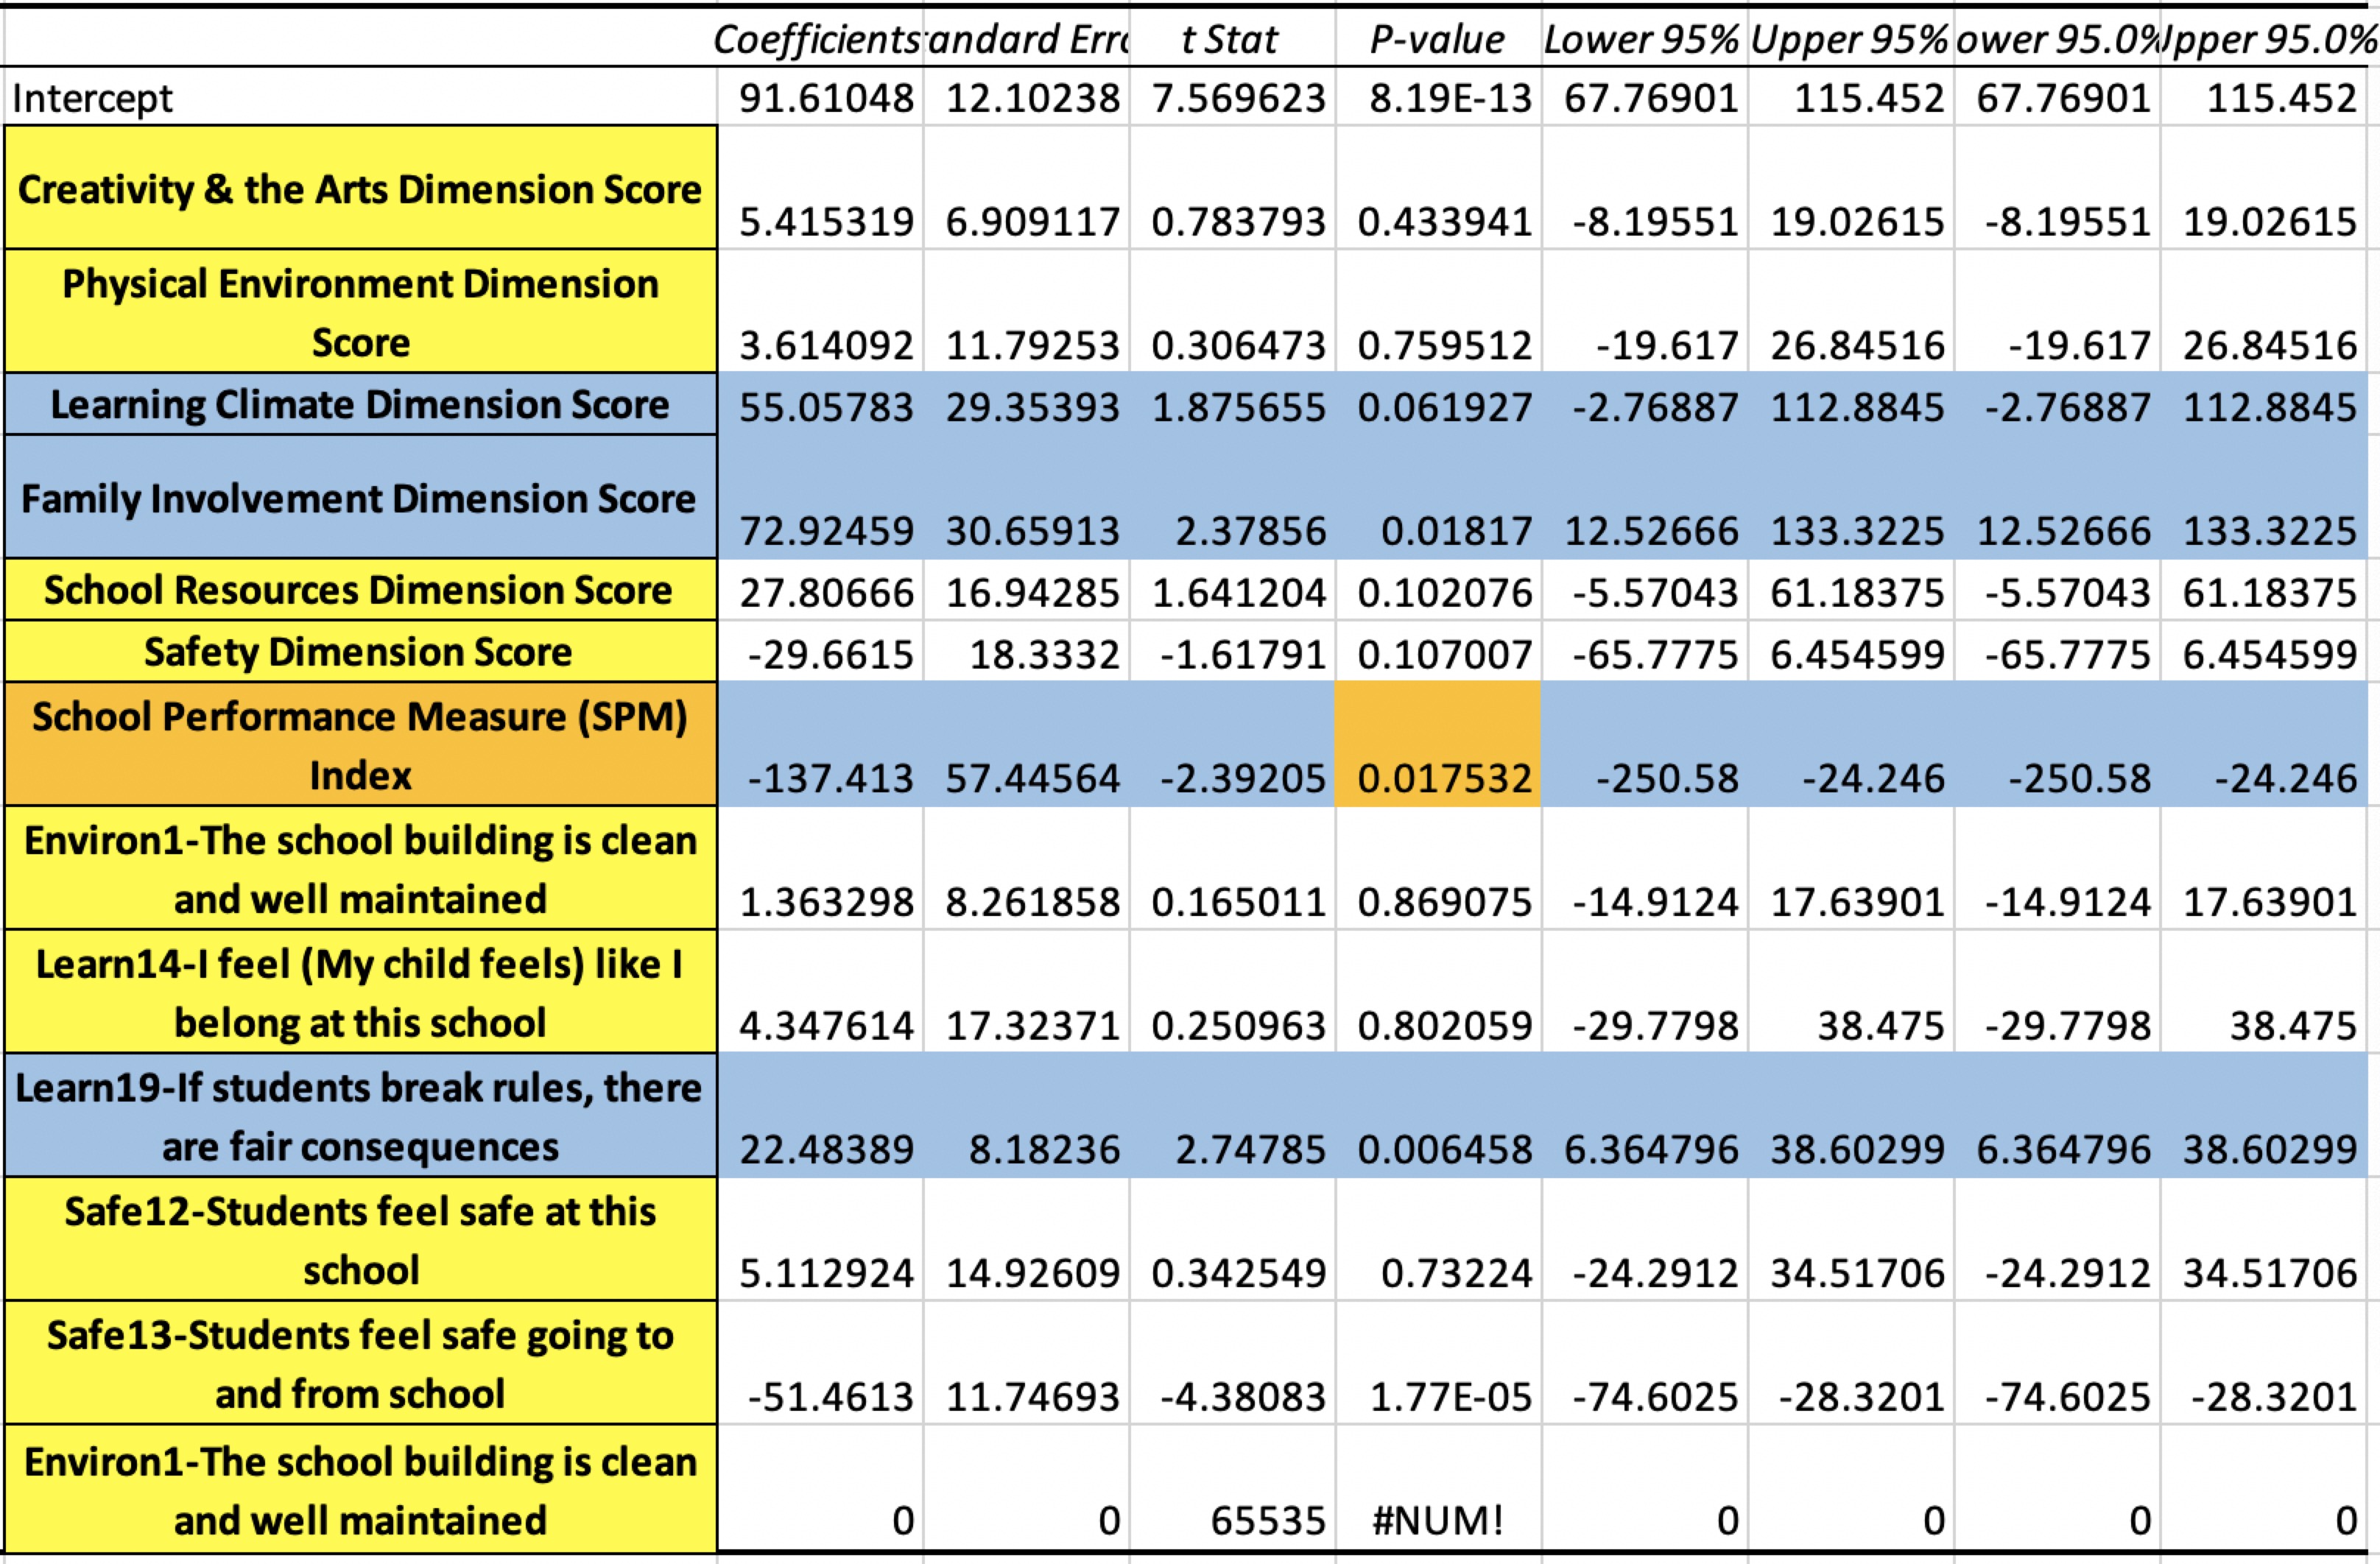 Coefficients andard Erro t Stat P-value Lower 95% Upper 95% ower 95.0% Upper 95.0%
Intercept 91.61048 12.10238 7.569623 8.19E-13 67.76901 115.452 67.76901 115.452
Creativity & the Arts Dimension Score
5.415319 6.909117 0.783793 0.433941 -8.19551 19.02615 -8.19551 19.02615
Physical Environment Dimension
Score 3.614092 11.79253 0.306473 0.759512 -19.617 26.84516 -19.617 26.84516
Learning Climate Dimension Score 55.05783 29.35393 1.875655 0.061927 -2.76887 112.8845 -2.76887 112.8845
Family Involvement Dimension Score
72.92459 30.65913 2.37856 0.01817 12.52666 133.3225 12.52666 133.3225
School Resources Dimension Score 27.80666 16.94285 1.641204 0.102076 -5.57043 61.18375 -5.57043 61.18375
Safety Dimension Score -29.6615 18.3332 -1.61791 0.107007 -65.7775 6.454599 -65.7775 6.454599
School Performance Measure (SPM)
Index -137.413 57.44564 -2.39205 0.017532 -250.58 -24.246 -250.58 -24.246
Environ1-The school building is clean
and well maintained 1.363298 8.261858 0.165011 0.869075 -14.9124 17.63901 -14.9124 17.63901
Learn14-I feel (My child feels) like I
belong at this school 4.347614 17.32371 0.250963 0.802059 -29.7798 38.475 -29.7798 38.475
Learn19-If students break rules, there
are fair consequences 22.48389 8.18236 2.74785 0.006458 6.364796 38.60299 6.364796 38.60299
Safe12-Students feel safe at this
school 5.112924 14.92609 0.342549 0.73224 -24.2912 34.51706 -24.2912 34.51706
Safe13-Students feel safe going to
and from school -51.4613 11.74693 -4.38083 1.77E-05 -74.6025 -28.3201 -74.6025 -28.3201
Environ1-The school building is clean
and well maintained 0 0 65535 #NUM! 0 0 0 0